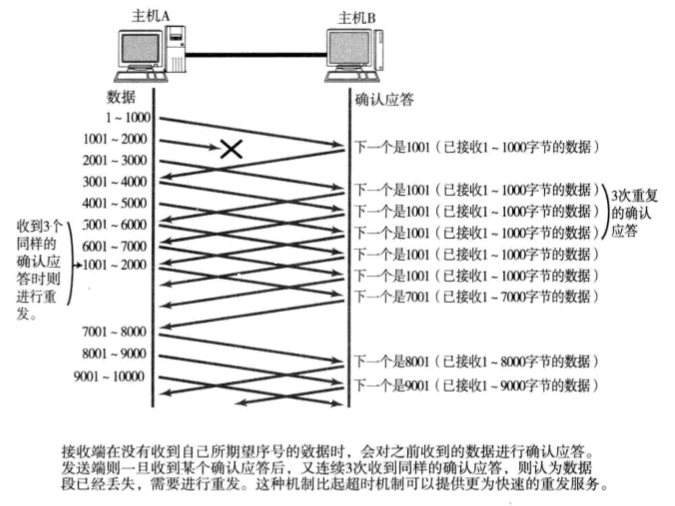 主机A
主机B
数据
确认应答
1～1000
1001～2000
2001～3000
3001～4000
4001～5000
5001～6000
6001～7000
1001～2000
7001～8000
8001～9000
9001～10000
收到3个
同样的
确认应
答时则
进行重
发。
下一个是1001（已接收1～1000字节的数据）
下一个是1001（已接收1～1000字节的数据）
下一个是1001（已接收1～1000字节的数据）
下一个是1001（已接收1～1000字节的数据）
下一个是1001（已接收1～1000字节的数据）
下一个是1001（已接收1～1000字节的数据）
下一个是7001（已接收1～7000字节的数据）
下一个是8001（已接收1～8000字节的数据）
下一个是9001（已接收1～9000字节的数据）
3次重复
的确认
应答
接收端在没有收到自己所期望序号的数据时，会对之前收到的数据进行确认应答。
发送端则一旦收到某个确认应答后，又连续3次收到同样的确认应答，则认为数据
段已经丢失，需要进行重发。这种机制比起超时机制可以提供更为快速的重发服务。